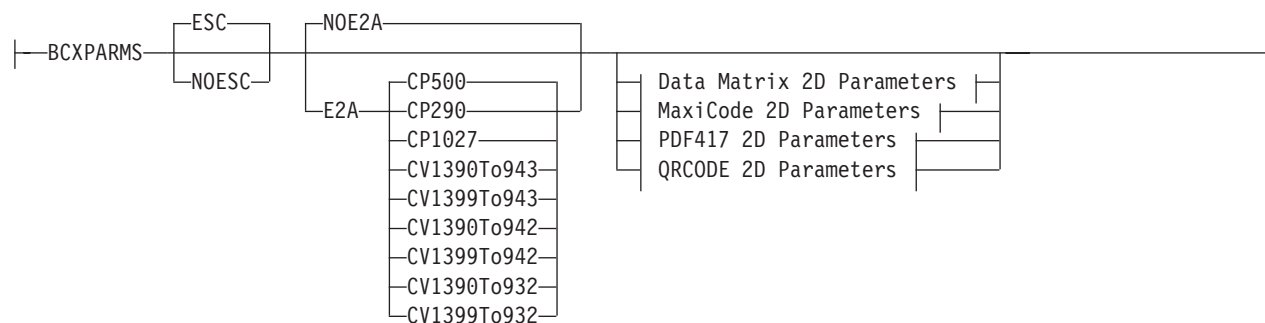 ESC NOE2A
BCXPARMS
NOESC CP500 Data Matrix 2D Parameters
E2A CP290 MaxiCode 2D Parameters
CP1027 PDF417 2D Parameters
CV1390To943 QRCODE 2D Parameters
CV1399To943
CV1390To942
CV1399To942
CV1390To932
CV1399To932